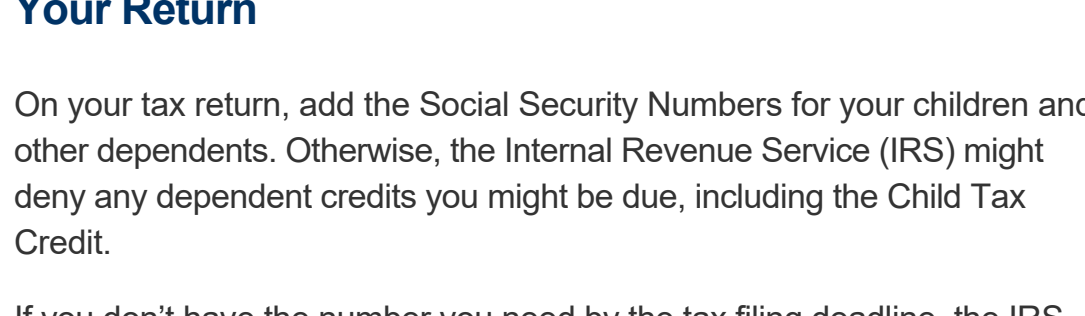 Your Return
On your tax return, add the Social Security Numbers for your children and
other dependents. Otherwise, the Internal Revenue Service (IRS) might
deny any dependent credits you might be due, including the Child Tax
Credit.
If you don’t have the number you need by the tax filing deadline, the IRS